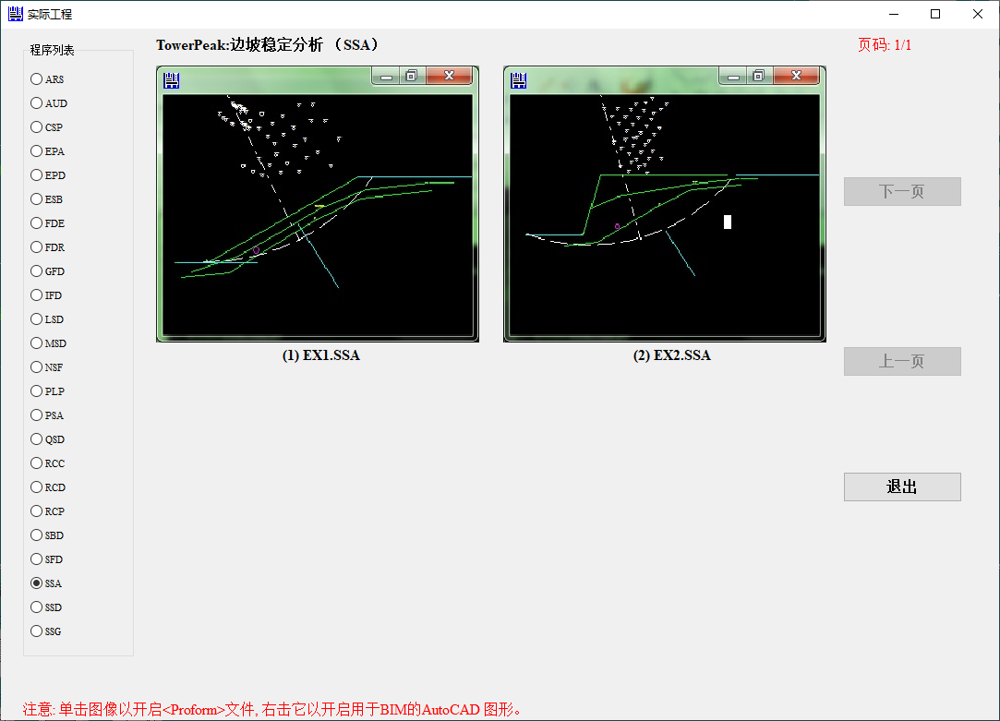 实际工程
程序列表
TowerPeak:边坡稳定分析 （SSA）
页码: 1/1
ARS
AUD
CSP
EPA
EPD
ESB
FDE
FDR
GFD
IFD
LSD
MSD
NSF
PLP
PSA
QSD
RCC
RCD
RCP
SBD
SFD
SSA
SSD
SSG
(1) EX1.SSA
(2) EX2.SSA
下一页
上一页
退出
注意: 单击图像以开启<Proform>文件, 右击它以开启用于BIM的AutoCAD 图形。